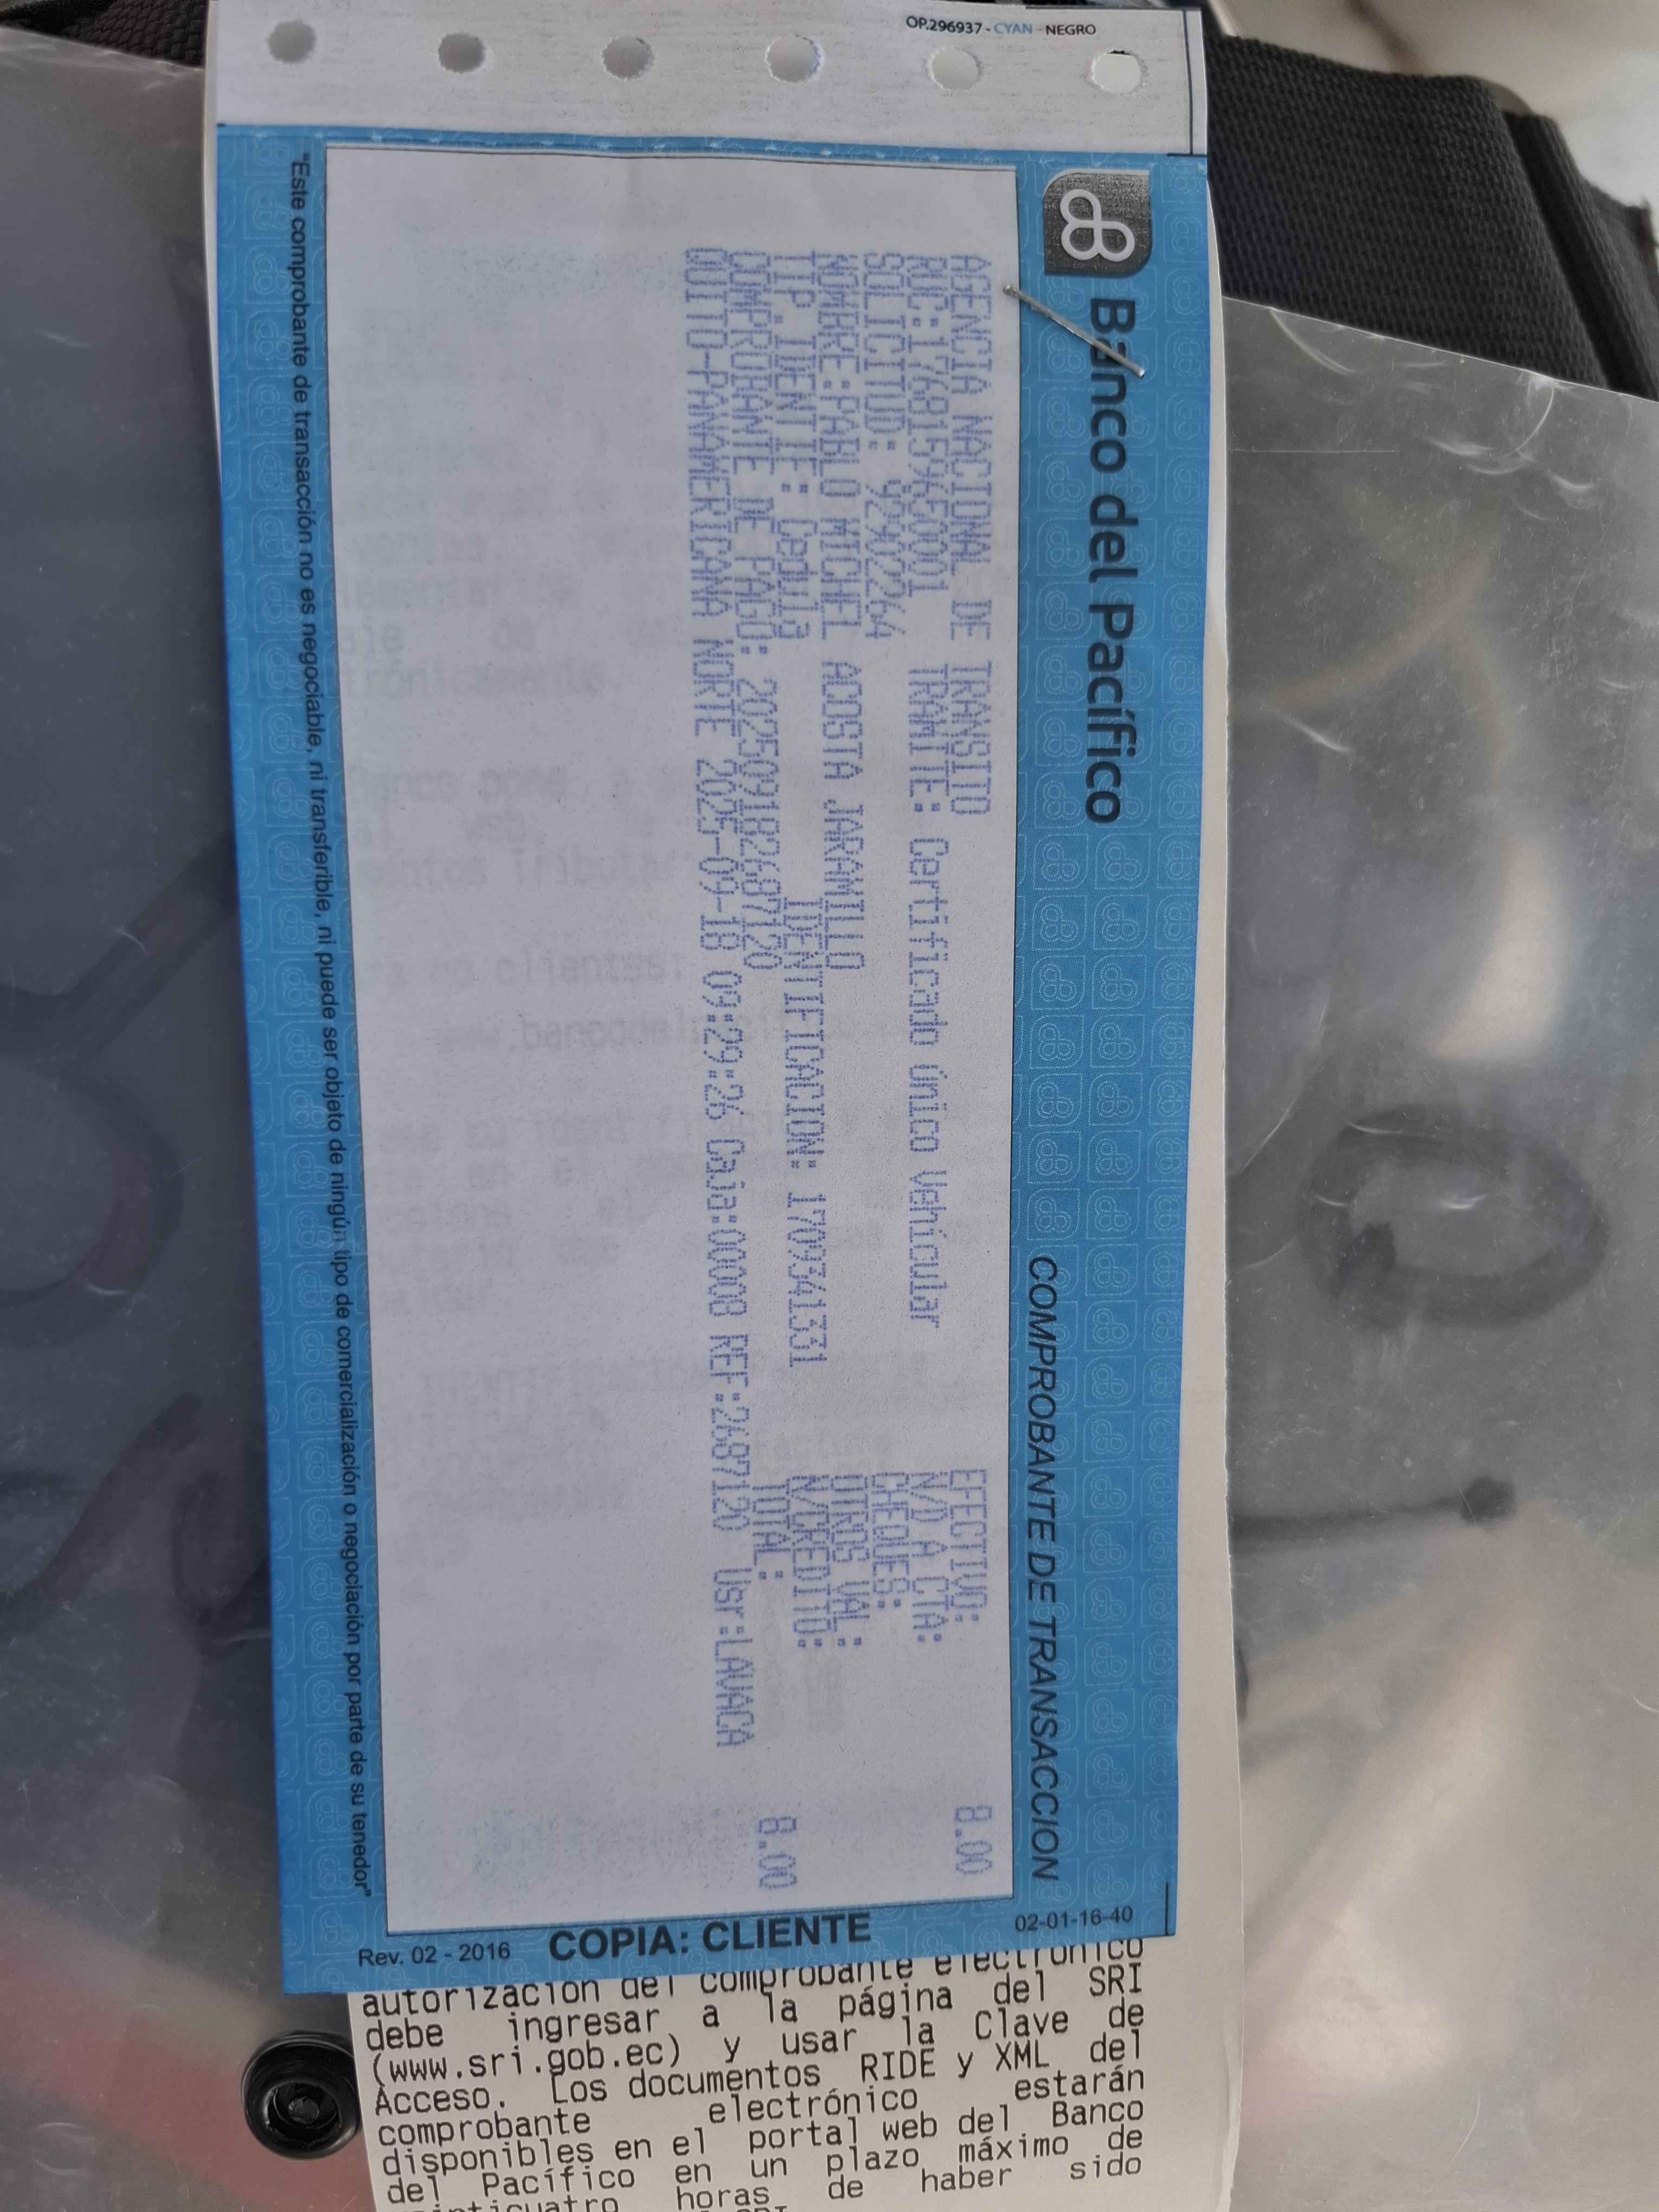 OP.296937 - CYAN - NEGRO
Banco del Pacífico
COMPROBANTE DE TRANSACCION
AGENCIA NACIONAL DE TRANSITO EFECTIVO: 8.00
RUC:1768159650001 TRAMITE: Certificado Único Vehicular N/D A CTA:
SOLICITUD: 92902264 CHEQUES:
NOMBRE:PABLO MICHEL ACOSTA JARAMILLO OTROS VAL.:
TIP.IDENTIF: Cedula IDENTIFICACION: 1709341331 N/CREDITO:
COMPROBANTE DE PAGO: 202509182687120 TOTAL: 8.00
QUITO-PANAMERICANA NORTE 2025-09-18 09:29:26 Caja:0008 REF:2687120 Usr:LAVACA
"Este comprobante de transacción no es negociable, ni transferible, ni puede ser objeto de ningún tipo de comercialización o negociación por parte de su tenedor"
02-01-16-40
COPIA: CLIENTE
Rev. 02 - 2016
autorización del comprobante electrónico
debe ingresar a la página del SRI
(www.sri.gob.ec) y usar la Clave de
Acceso. Los documentos RIDE y XML del
comprobante electrónico estarán
disponibles en el portal web del Banco
del Pacífico en un plazo máximo de
horas de haber sido